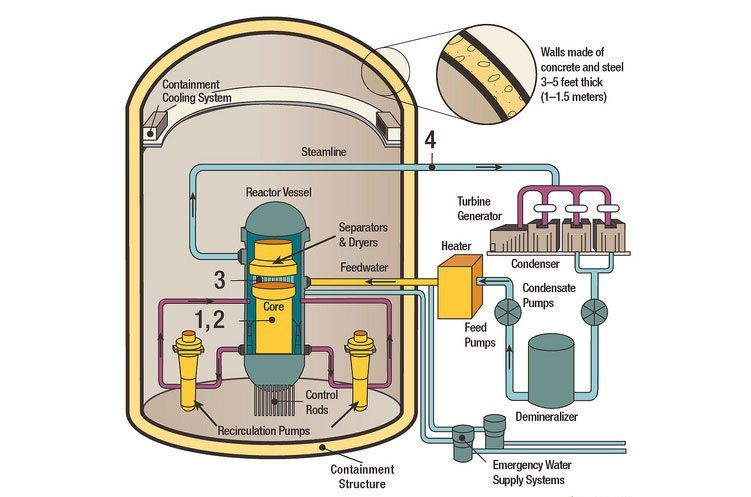 Walls made of
concrete and steel
3–5 feet thick
(1–1.5 meters)
Containment
Cooling System
4
Steamline
Reactor Vessel
Turbine
Generator
Separators
& Dryers
Heater
Condenser
Feedwater
3
Condensate
Pumps
Core
1,2
Feed
Pumps
Control
Rods
Demineralizer
Recirculation Pumps
Containment
Structure
Emergency Water
Supply Systems